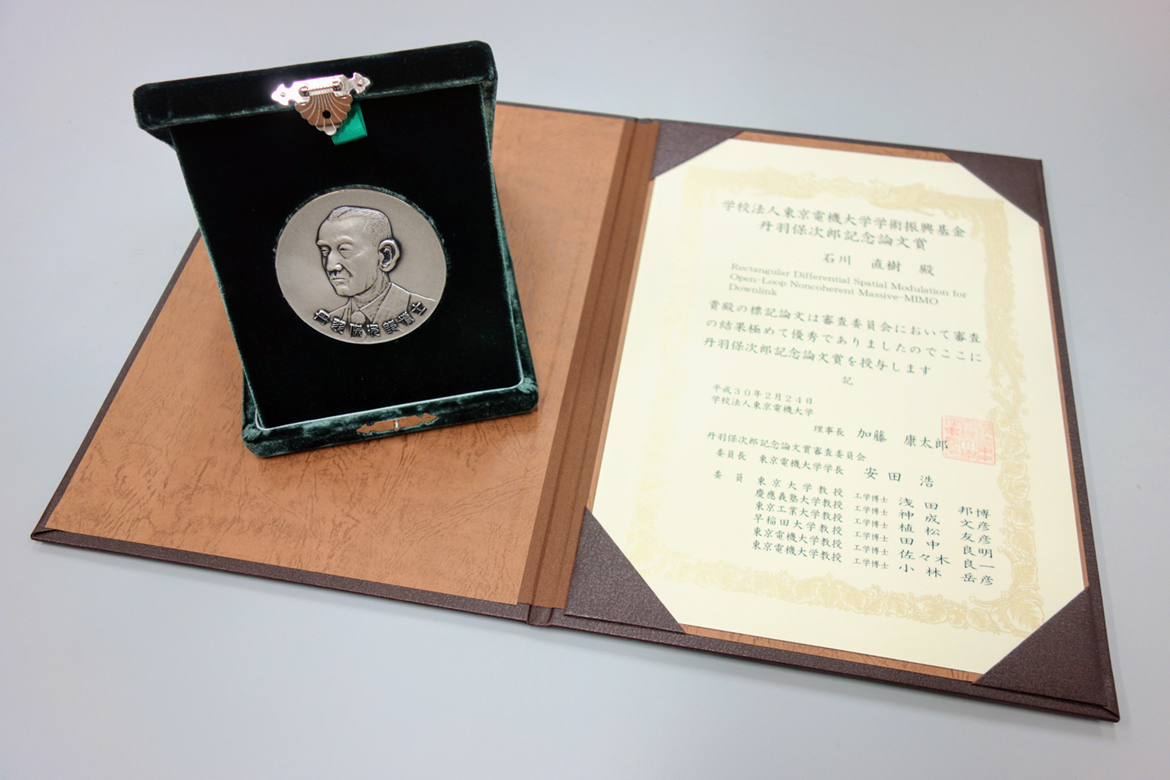 学校法人東京電機大学学術振興基金
丹羽保次郎記念論文賞
石川 直樹 殿
Rectangular Differential Spatial Modulation for
Open-Loop Noncoherent Massive-MIMO
Downlink
貴殿の標記論文は審査委員会において審査
の結果極めて優秀でありましたのでここに
丹羽保次郎記念論文賞を授与します
記
平成30年2月24日
学校法人東京電機大学
理事長 加藤 康太郎
丹羽保次郎記念論文賞審査委員会
委員長 東京電機大学学長 安田 浩
委員 東京大学教授 工学博士 浅田 邦博
慶應義塾大学教授 工学博士 神成 文彦
東京工業大学教授 工学博士 植松 友彦
早稲田大学教授 工学博士 田中 良明
東京電機大学教授 工学博士 佐々木 良一
東京電機大学教授 工学博士 小林 岳彦